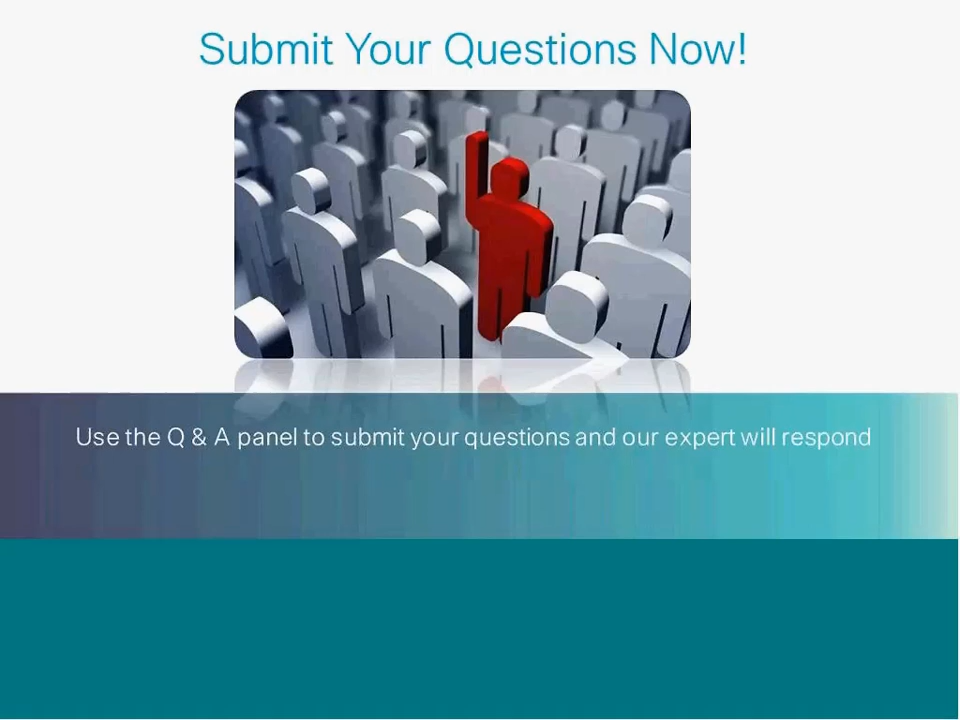 Submit Your Questions Now!
Use the Q & A panel to submit your questions and our expert will respond